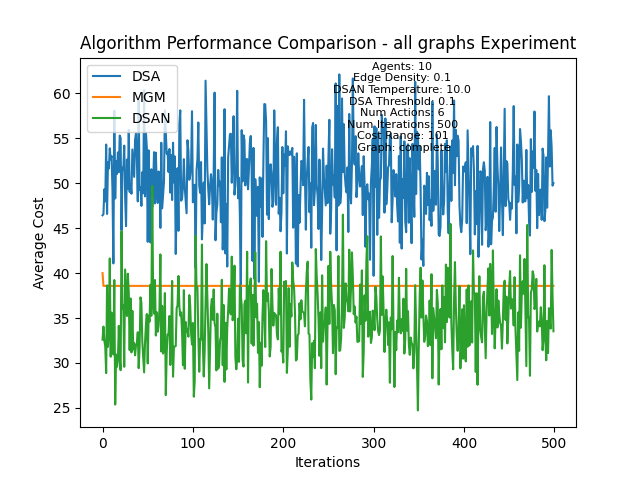 Algorithm Performance Comparison - all graphs Experiment
DSA
MGM
DSAN
Agents: 10
Edge Density: 0.1
DSAN Temperature: 10.0
DSA Threshold: 0.1
Num Actions: 6
Num Iterations: 500
Cost Range: 101
Graph: complete
Average Cost
60
55
50
45
40
35
30
25
0
100
200
300
400
500
Iterations